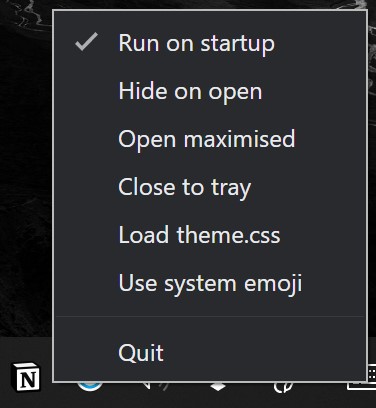 Run on startup
Hide on open
Open maximised
Close to tray
Load theme.css
Use system emoji
Quit
N